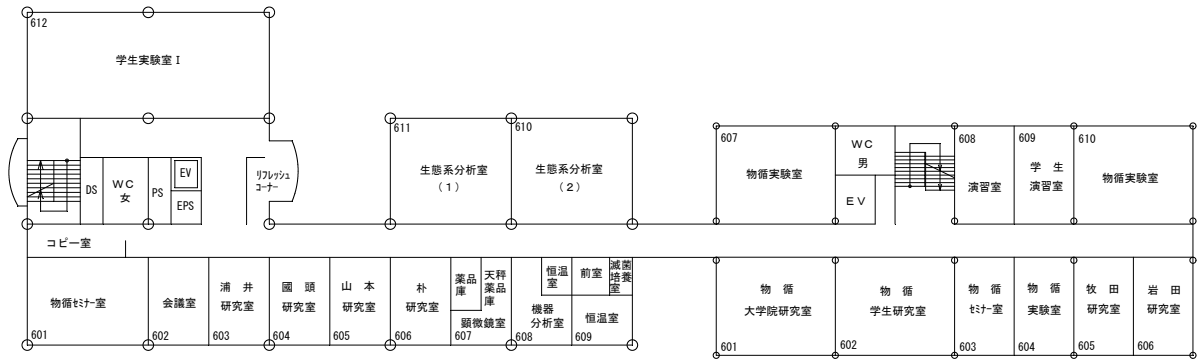 612
学生実験室Ⅰ
DS
WC
女
PS
EV
EPS
リフレッシュ
コーナー
コピー室
611
生態系分析室
(1)
610
生態系分析室
(2)
607
物循実験室
WC
男
EV
608
演習室
609
学 生
演習室
610
物循実験室
物循セミナー室
601
会議室
602
浦 井
研究室
603
國 頭
研究室
604
山 本
研究室
605
朴
研究室
606
薬品
庫
天秤
薬品
庫
顕微鏡室
607
恒温
室
機器
分析室
608
前室
滅菌
培養
室
恒温室
609
物 循
大学院研究室
601
物 循
学生研究室
602
物 循
セミナー室
603
物 循
実験室
604
牧 田
研究室
605
岩 田
研究室
606